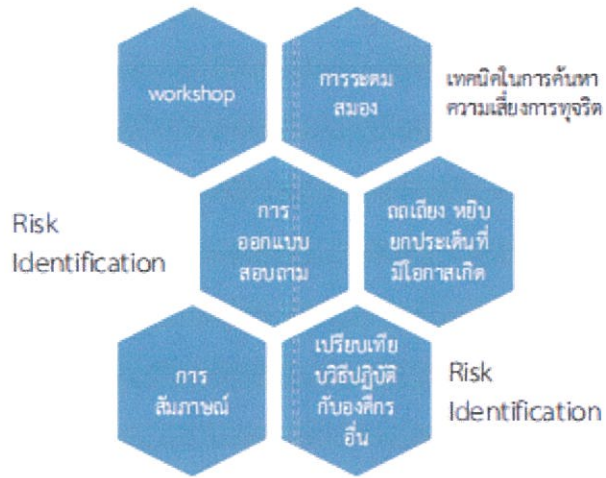 workshop
การระดม
สมอง
เทคนิคในการค้นหา
ความเสี่ยงการทุจริต
Risk
Identification
การ
ออกแบบ
สอบถาม
ถกเถียง หยิบ
ยกประเด็นที่
มีโอกาสเกิด
การ
สัมภาษณ์
เปรียบเทีย
บวิธีปฏิบัติ
กับองค์กร
อื่น
Risk
Identification